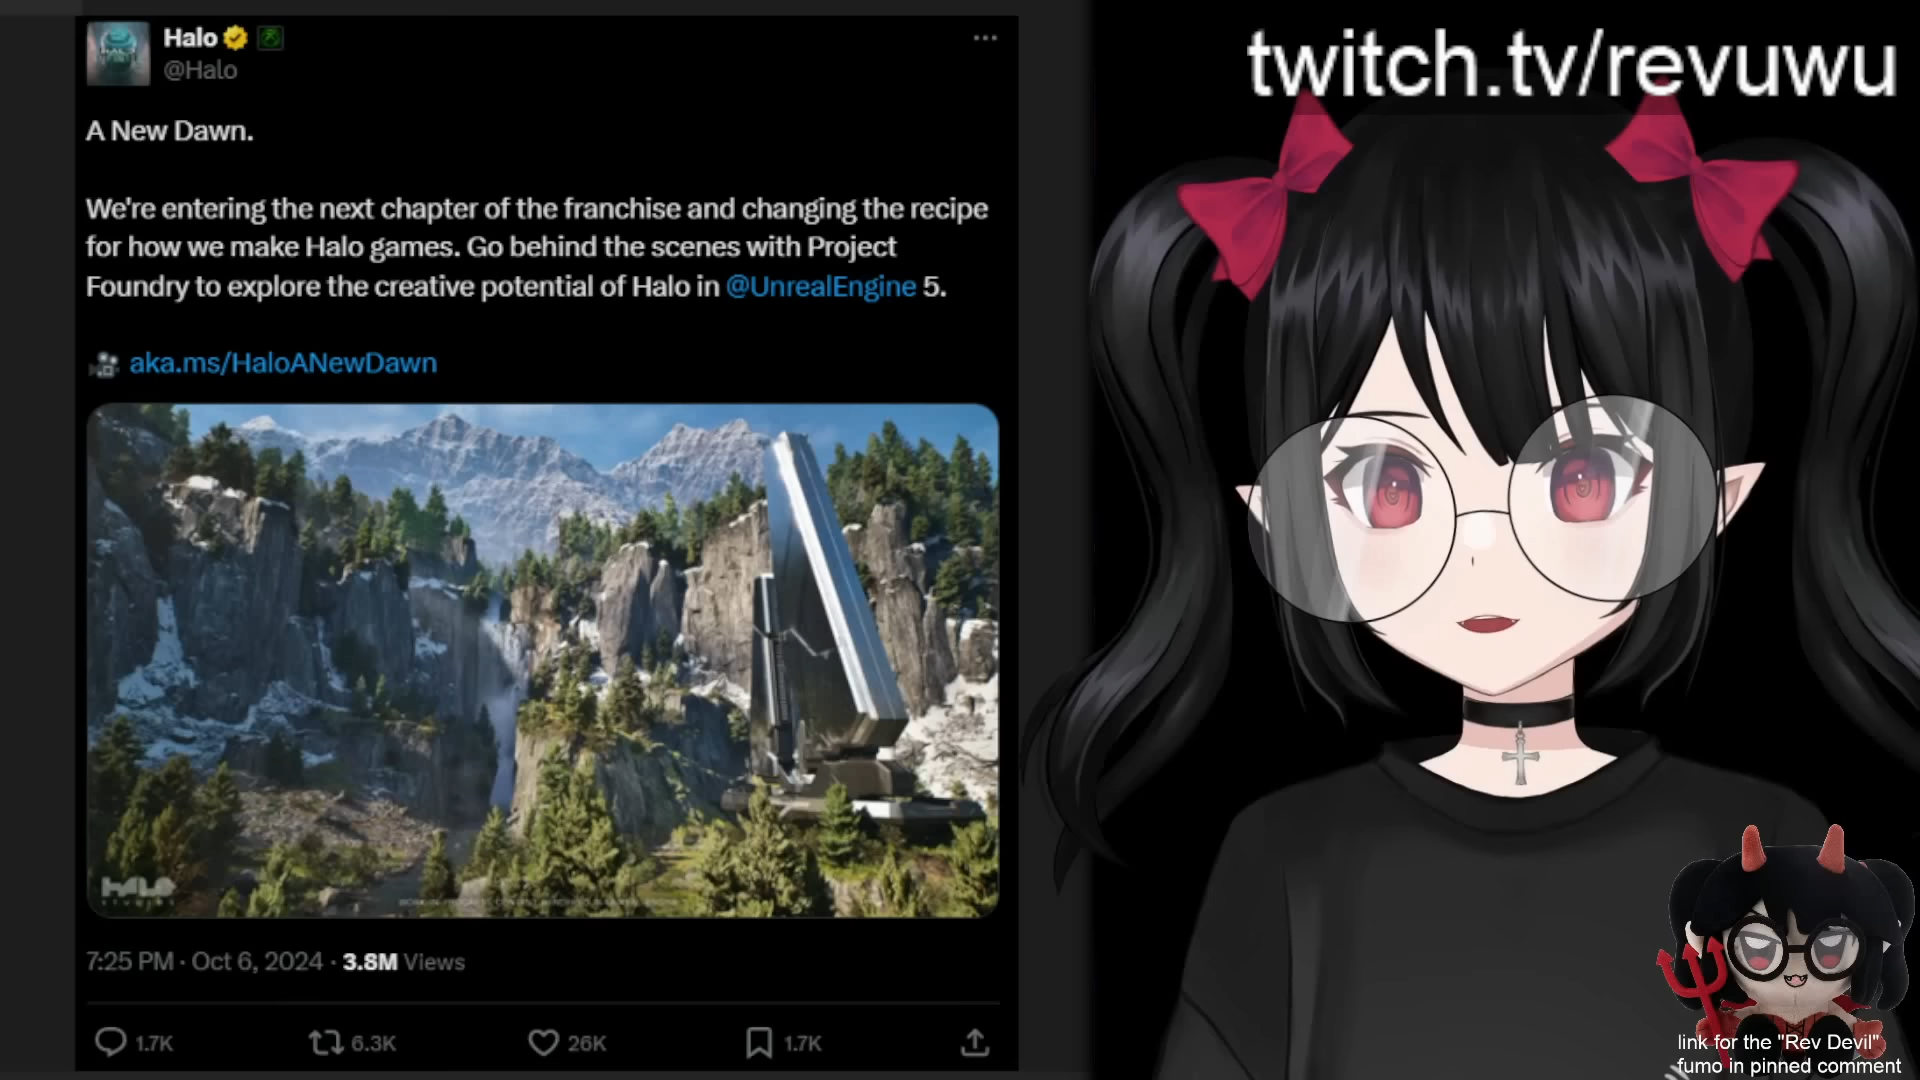 Halo
@Halo
A New Dawn.
We're entering the next chapter of the franchise and changing the recipe
for how we make Halo games. Go behind the scenes with Project
Foundry to explore the creative potential of Halo in @UnrealEngine 5.
aka.ms/HaloANewDawn
HALO
STUDIOS
7:25 PM · Oct 6, 2024 · 3.8M Views
1.7K 6.3K 26K 1.7K
twitch.tv/revuwu
link for the "Rev Devil"
fumo in pinned comment